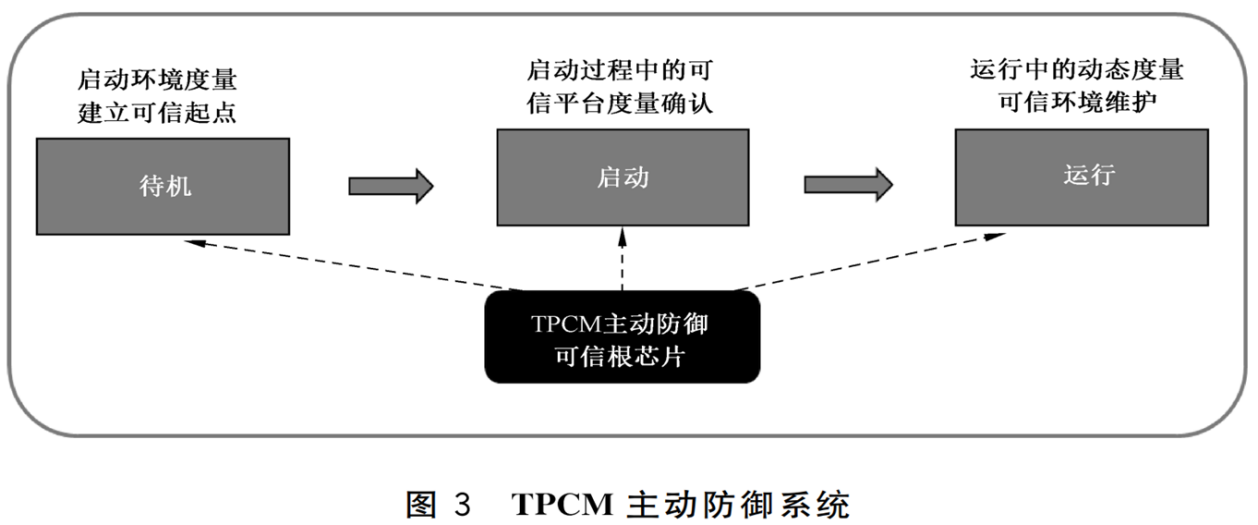 启动环境度量
建立可信起点
启动过程中的可
信平台度量确认
运行中的动态度量
可信环境维护
待机
启动
运行
TPCM主动防御
可信根芯片
图 3 TPCM 主动防御系统